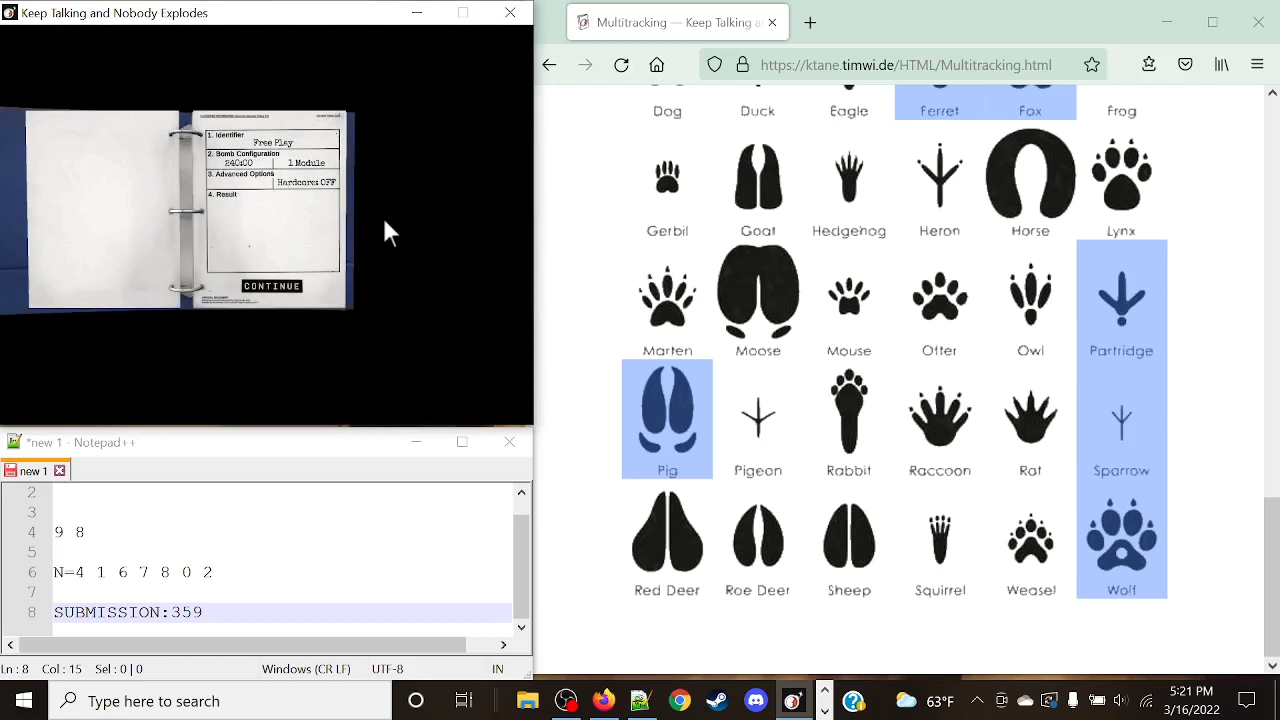 Keep Talking and Nobody Explodes
1. Identifier
Free Play
2. Bomb Configuration
240:00 1 Module
3. Advanced Options
Hardcore: OFF
4. Result
CONTINUE
*new 1 - Notepad++
new 1
2
3
4 9 8
5
6 N=4 1 6 7 8 0 2
7
8 SUBMISSION:359
Ln : 8 Col : 15 Sel : 0 | 0 Windows (CR LF) UTF-8 IN
Multitracking — Keep Talking a
https://ktane.timwi.de/HTML/Multitracking.html
Dog Duck Eagle Ferret Fox Frog
Gerbil Goat Hedgehog Heron Horse Lynx
Marten Moose Mouse Otter Owl Partridge
Pig Pigeon Rabbit Raccoon Rat Sparrow
Red Deer Roe Deer Sheep Squirrel Weasel Wolf
Type here to search
63°F
5:21 PM
3/16/2022